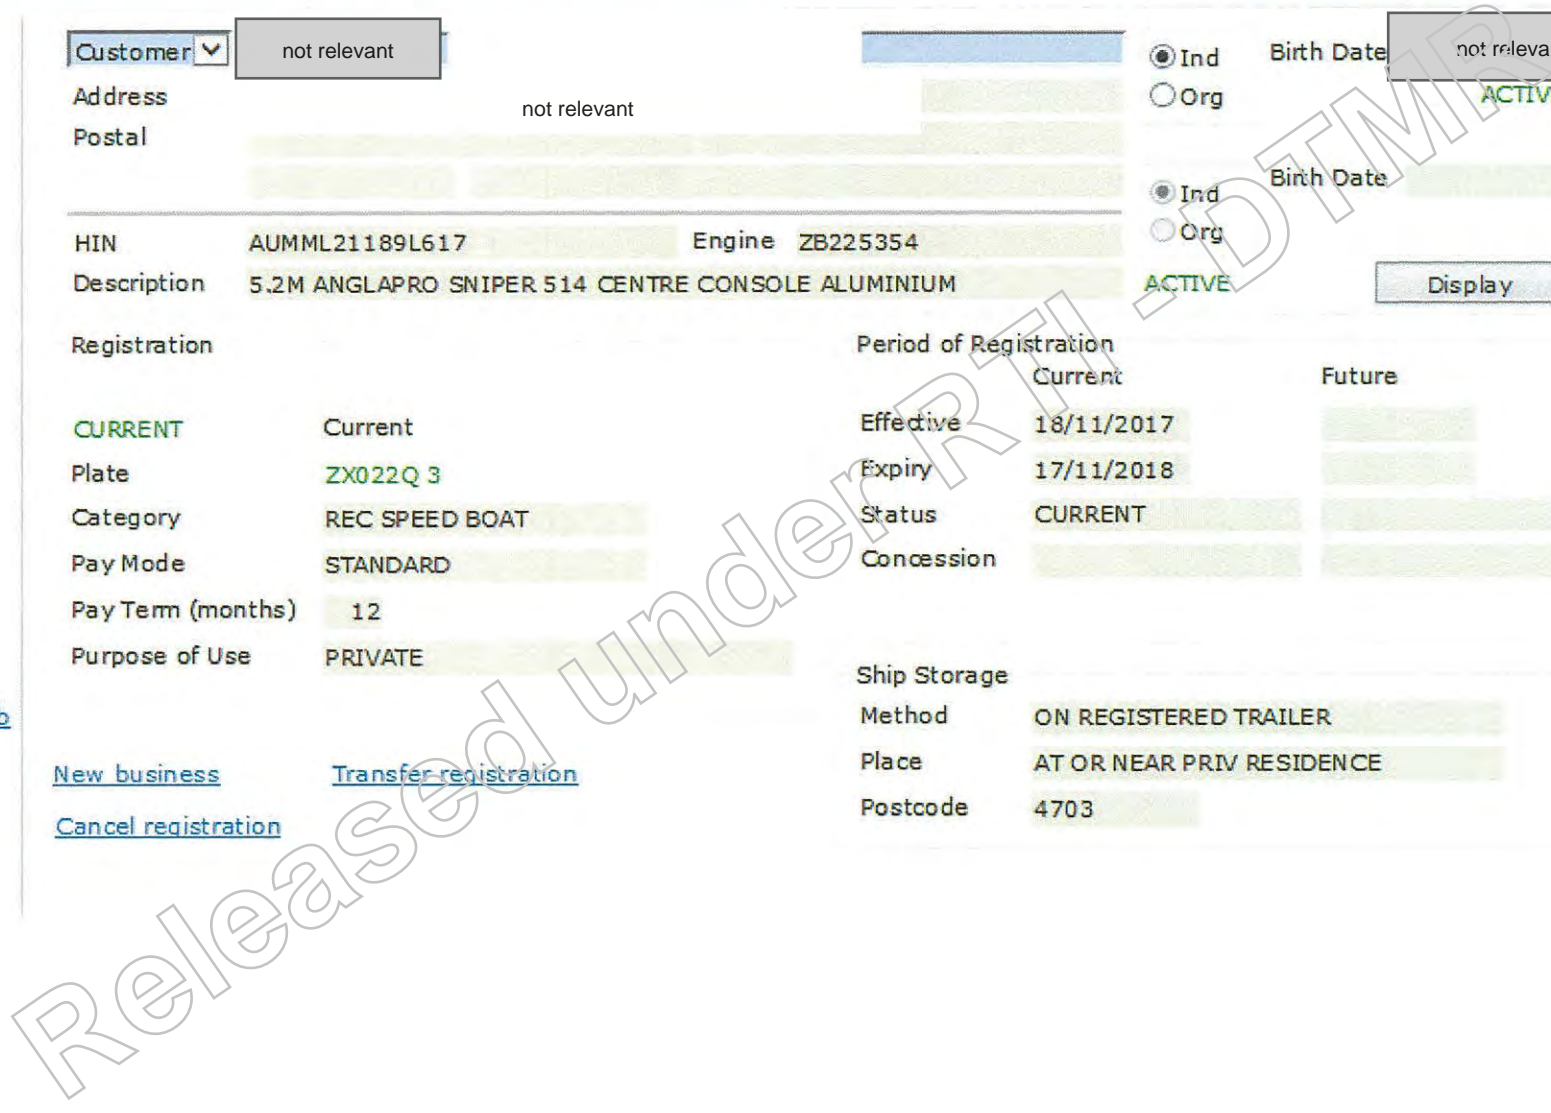 Customer not relevant Ind Birth Date not releva
Address not relevant Org ACTIV
Postal
Ind Birth Date
HIN AUMML21189L617 Engine ZB225354 Org
Description 5.2M ANGLAPRO SNIPER 514 CENTRE CONSOLE ALUMINIUM ACTIVE Display
Registration Period of Registration
Current Future
CURRENT Current Effective 18/11/2017
Plate ZX022Q 3 Expiry 17/11/2018
Category REC SPEED BOAT Status CURRENT
Pay Mode STANDARD Concession
Pay Term (months) 12
Purpose of Use PRIVATE
Ship Storage
Method ON REGISTERED TRAILER
New business Transfer registration Place AT OR NEAR PRIV RESIDENCE
Cancel registration Postcode 4703
Released under RTI - DTMR